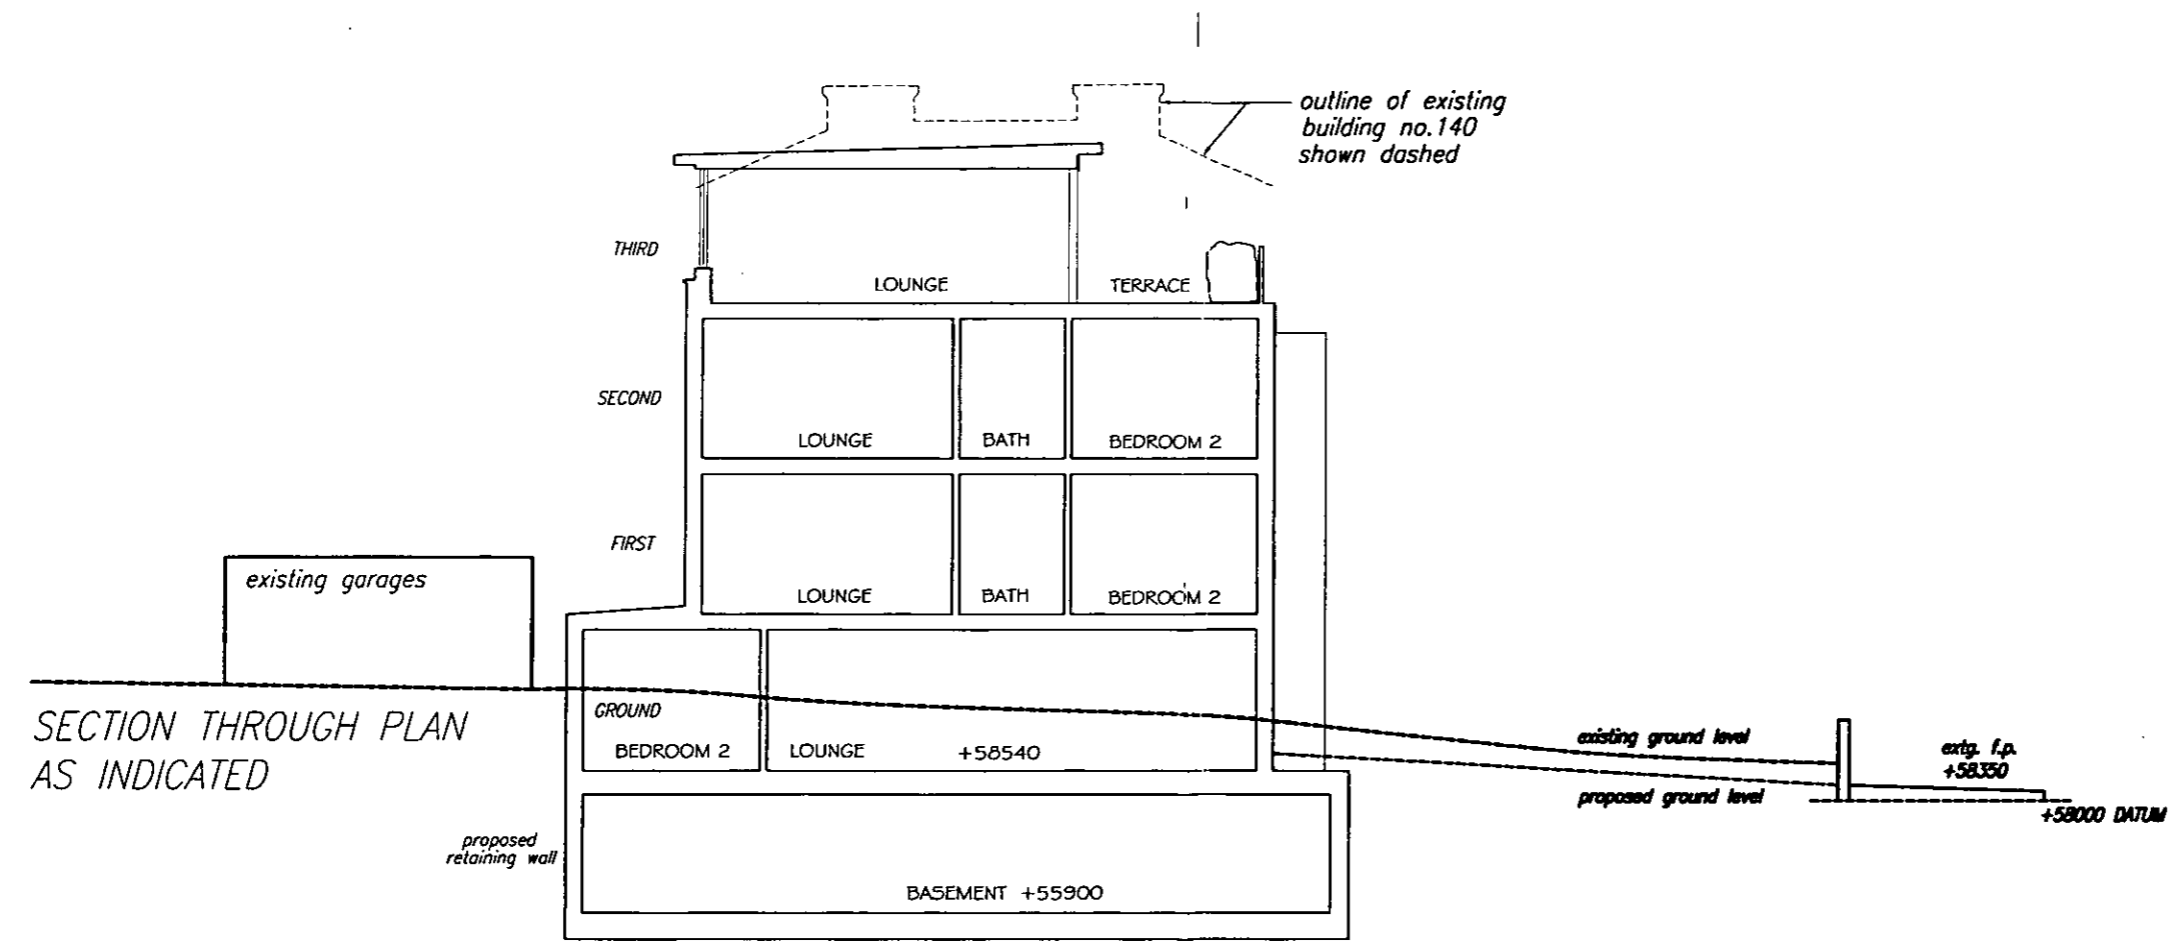 outline of existing
building no.140
shown dashed
THIRD
LOUNGE
TERRACE
SECOND
LOUNGE
BATH
BEDROOM 2
FIRST
existing garages
LOUNGE
BATH
BEDROOM 2
SECTION THROUGH PLAN
AS INDICATED
GROUND
BEDROOM 2
LOUNGE
+58540
existing ground level
extg. f.p.
+58350
proposed ground level
+58000 DATUM
proposed
retaining wall
BASEMENT +55900